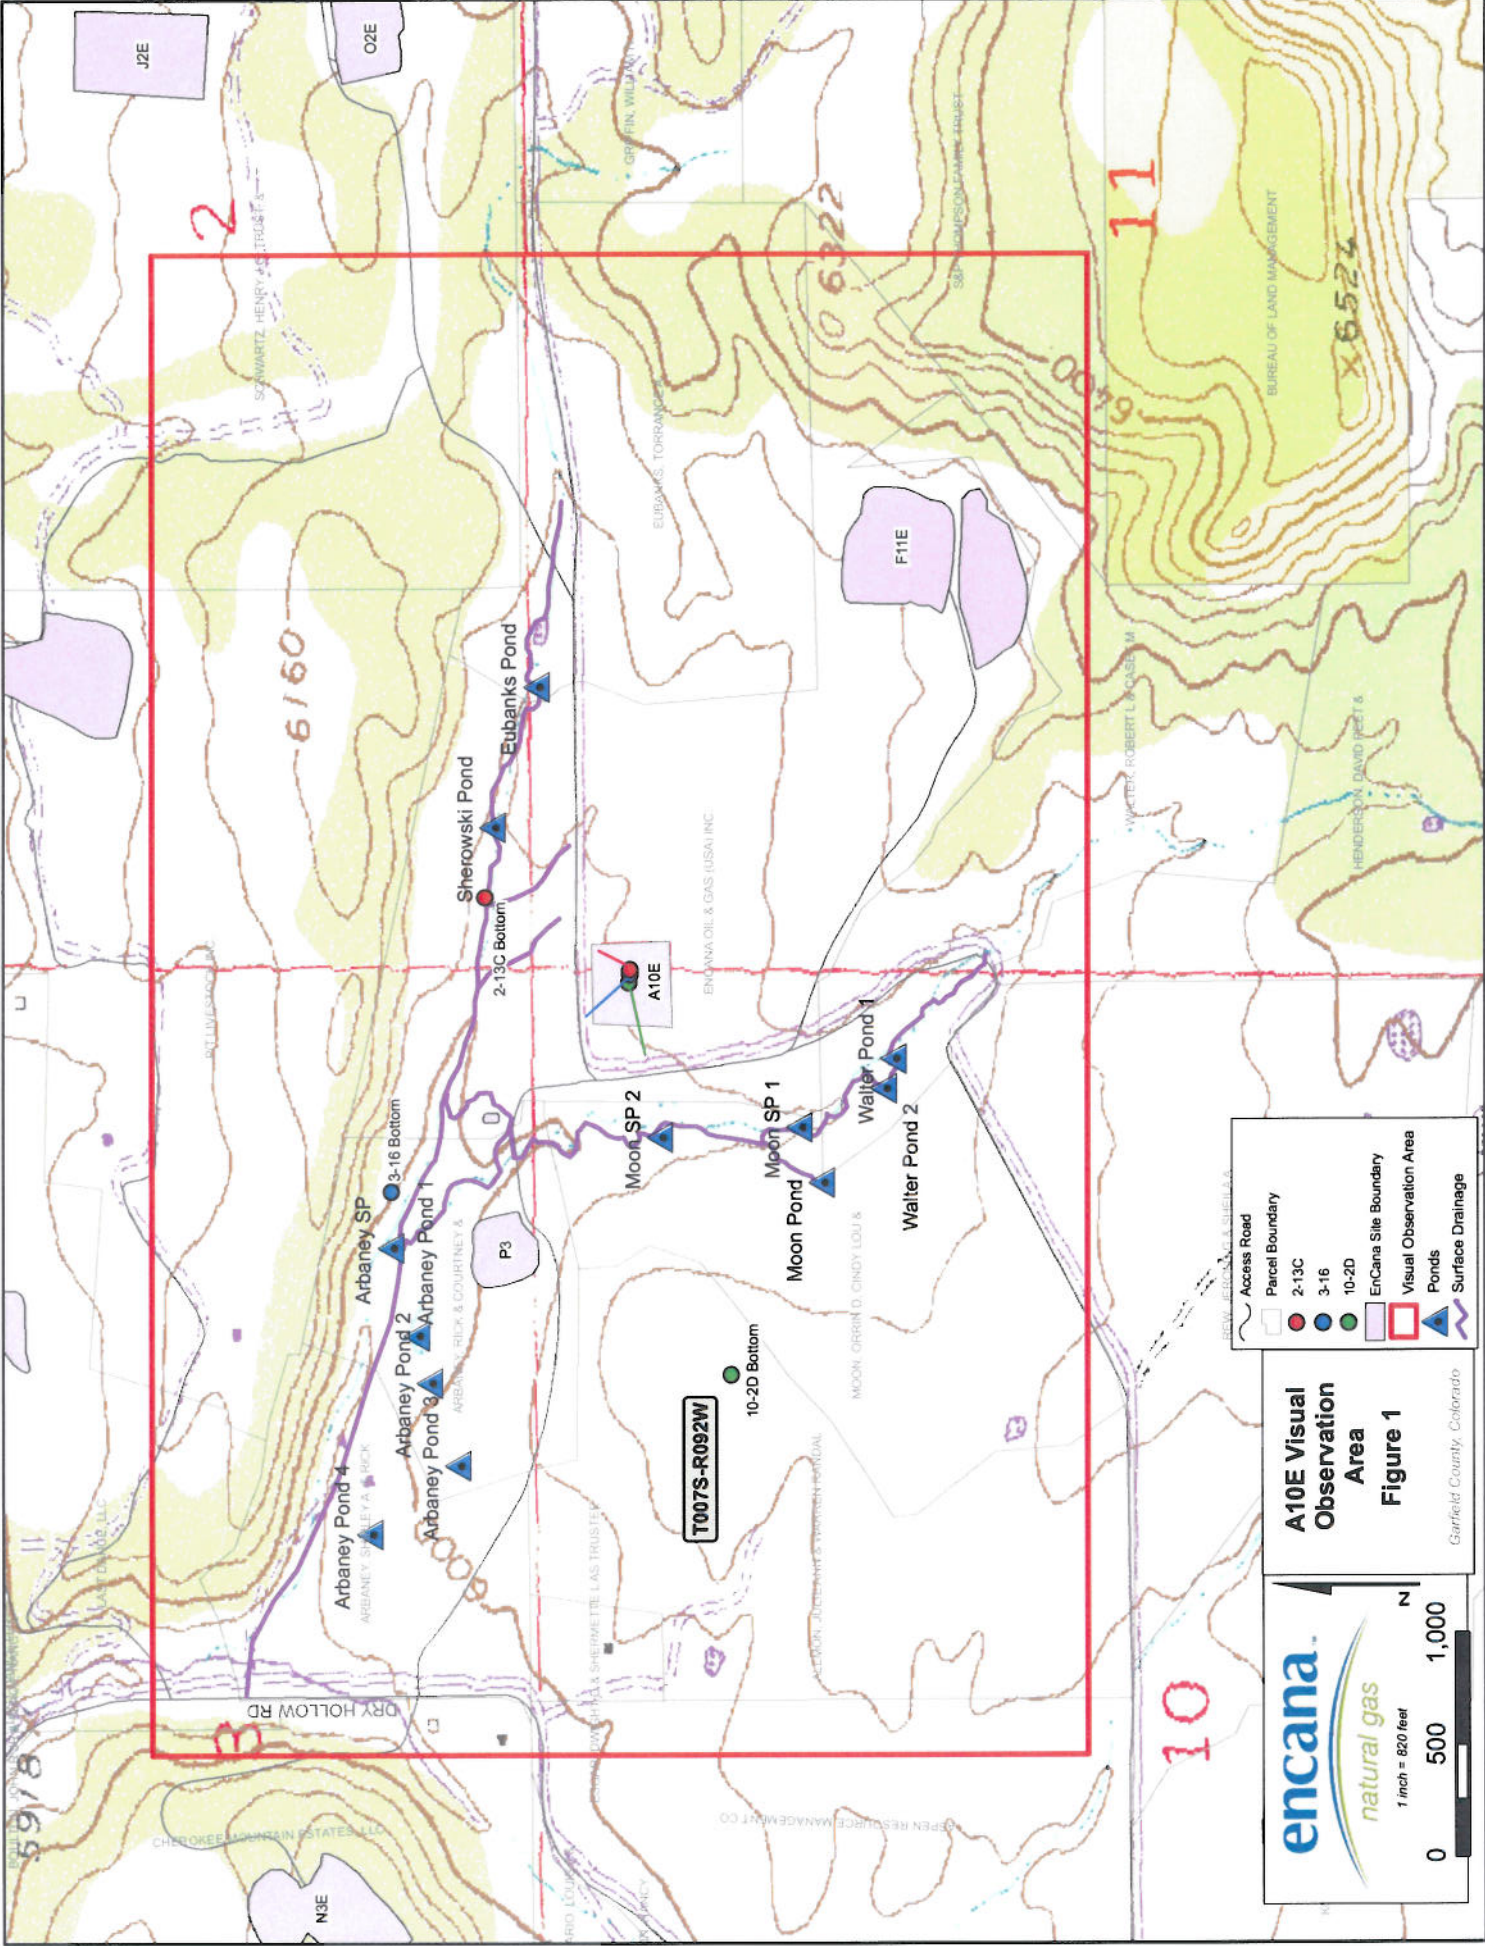 J2E
O2E
2
SCHWARTZ, HENRY
TRUST &
GRIFFIN, WILLIAM
6322
11
BUREAU OF LAND MANAGEMENT
X6524
6400
EUBANKS, TORRANCE
F11E
6160
Eubanks Pond
Sherowski Pond
2-13C Bottom
A10E
ENCANA OIL & GAS (USA) INC
WALTER, ROBERT L & CASEY M
HENDERSON, DAVID REET &
3-16 Bottom
Arbaney SP
Arbaney Pond 1
Arbaney Pond 2
Arbaney Pond 3
Arbaney Pond 4
ARBANEY, RICK & COURTNEY &
P3
Moon SP 2
Moon SP 1
Moon Pond
Walter Pond 1
Walter Pond 2
MOON, ORRIN D, CINDY LOU &
10-2D Bottom
T007S-R092W
DRY HOLLOW RD
3
5978
CHEROKEE MOUNTAIN ESTATES, LLC
N3E
ASPEN RESOURCE MANAGEMENT CO
10
Access Road
Parcel Boundary
2-13C
3-16
10-2D
EnCana Site Boundary
Visual Observation Area
Ponds
Surface Drainage
A10E Visual
Observation
Area
Figure 1
Garfield County, Colorado
encana
natural gas
1 inch = 820 feet
N
0 500 1,000